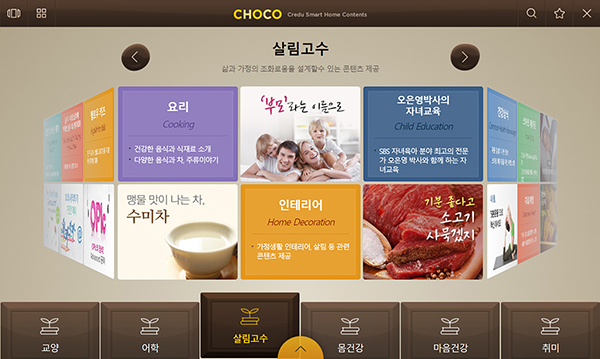 CHOCO Credu Smart Home Contents
살림고수
삶과 가정의 조화로움을 설계할수 있는 콘텐츠 제공
요리
Cooking
• 건강한 음식과 식재료 소개
• 다양한 음식과 차, 주류이야기
'부모'라는 이름으로
오은영박사의
자녀교육
Child Education
• SBS 자녀육아 분야 최고의 전문
가 오은영 박사와 함께 하는 자
녀교육
맹물 맛이 나는 차,
수미차
인테리어
Home Decoration
• 가정생활 인테리어, 살림 등 관련
콘텐츠 제공
기분 좋다고
소고기
사묵겠지
OPIc
교양
어학
살림고수
몸건강
마음건강
취미